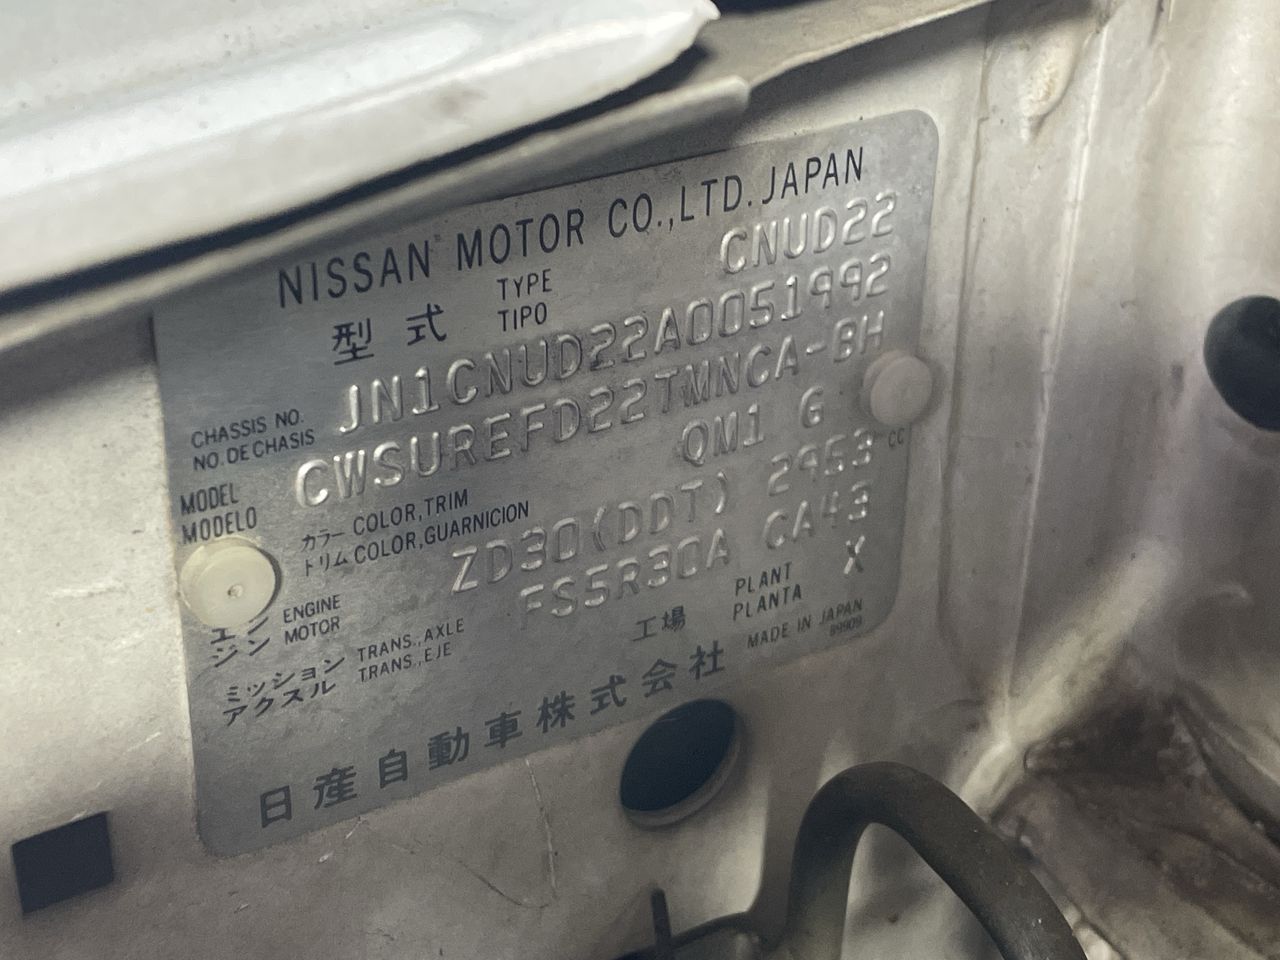 NISSAN MOTOR CO.,LTD. JAPAN
型式 TYPE TIPO CNUD22
CHASSIS NO. NO. DE CHASIS JN1CNUD22A0051992
MODEL MODELO CWSUREFD22TMNCA-BH
カラー COLOR,TRIM トリム COLOR,GUARNICION QM1 G
エンジン ENGINE MOTOR ZD30(DDT) 2953 CC
ミッション アクスル TRANS.,AXLE TRANS.,EJE FS5R30A CA43
工場 PLANT PLANTA X
日産自動車株式会社 MADE IN JAPAN
99909